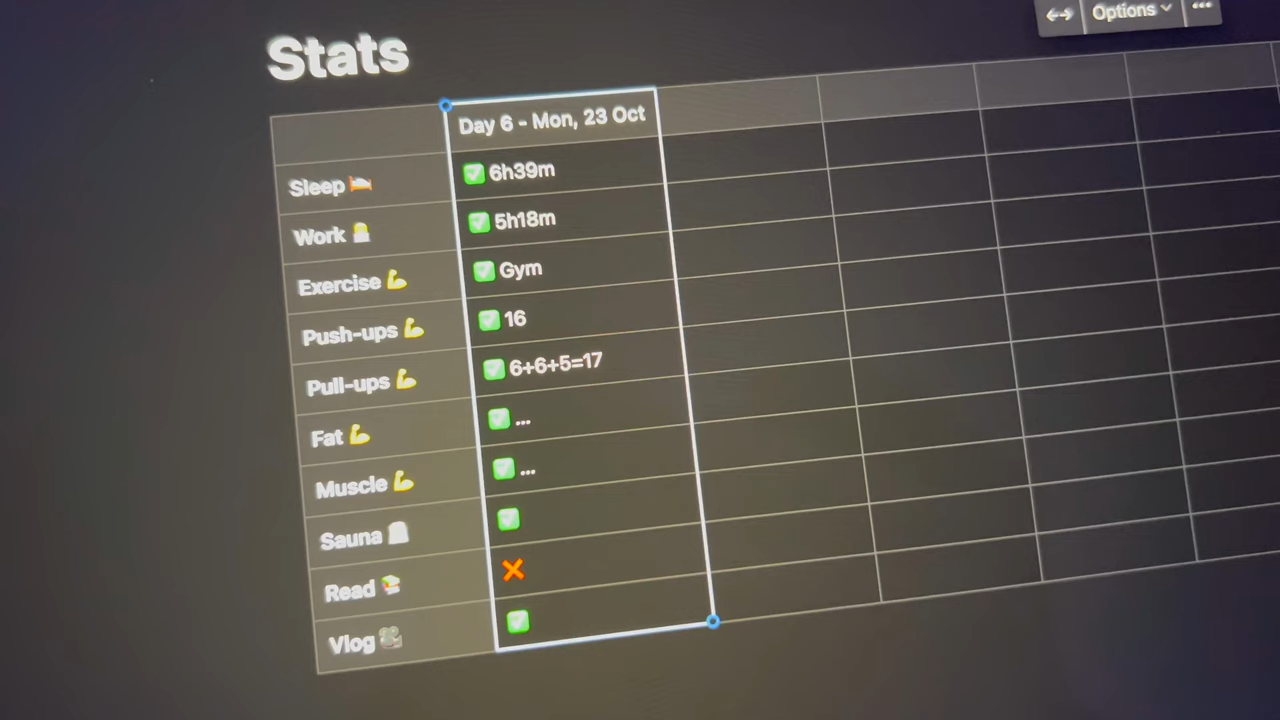 Stats
Options
Day 6 - Mon, 23 Oct
Sleep 🛌 ✅ 6h39m
Work 👨‍💻 ✅ 5h18m
Exercise 💪 ✅ Gym
Push-ups 💪 ✅ 16
Pull-ups 💪 ✅ 6+6+5=17
Fat 💪 ✅ ...
Muscle 💪 ✅ ...
Sauna ✅
Read 📚 ❌
Vlog 🎥 ✅